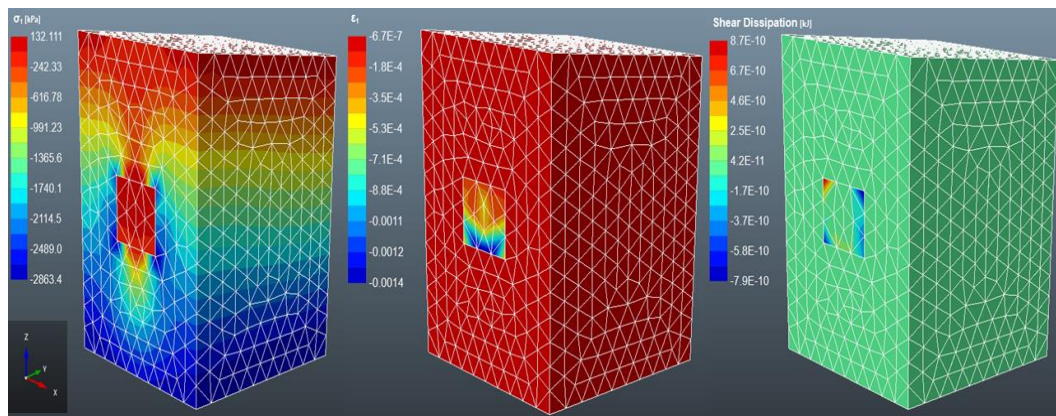 σ₁ [kPa]
132.111
-242.33
-616.78
-991.23
-1365.6
-1740.1
-2114.5
-2489.0
-2863.4
Z
Y
X
ε₁
-6.7E-7
-1.8E-4
-3.5E-4
-5.3E-4
-7.1E-4
-8.8E-4
-0.0011
-0.0012
-0.0014
Shear Dissipation [kJ]
8.7E-10
6.7E-10
4.6E-10
2.5E-10
4.2E-11
-1.7E-10
-3.7E-10
-5.8E-10
-7.9E-10